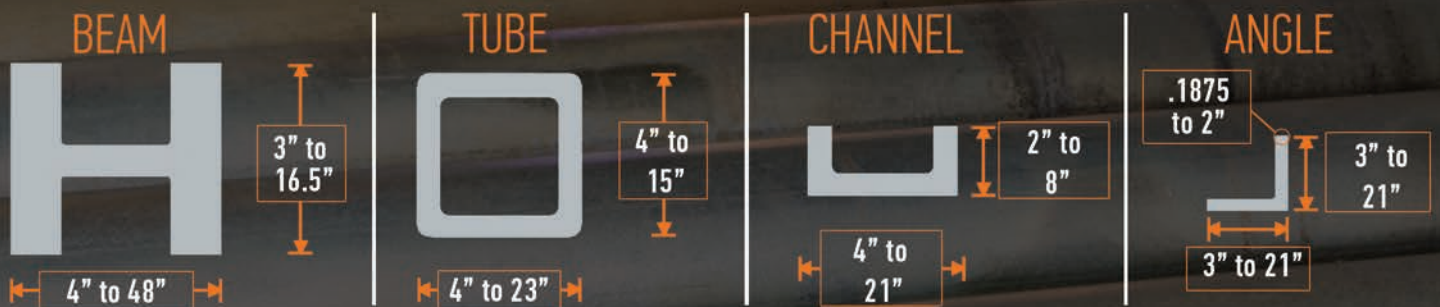 BEAM
3” to
16.5”
4” to 48”
TUBE
4” to
15”
4” to 23”
CHANNEL
2” to
8”
4” to
21”
ANGLE
.1875
to 2”
3” to
21”
3” to 21”